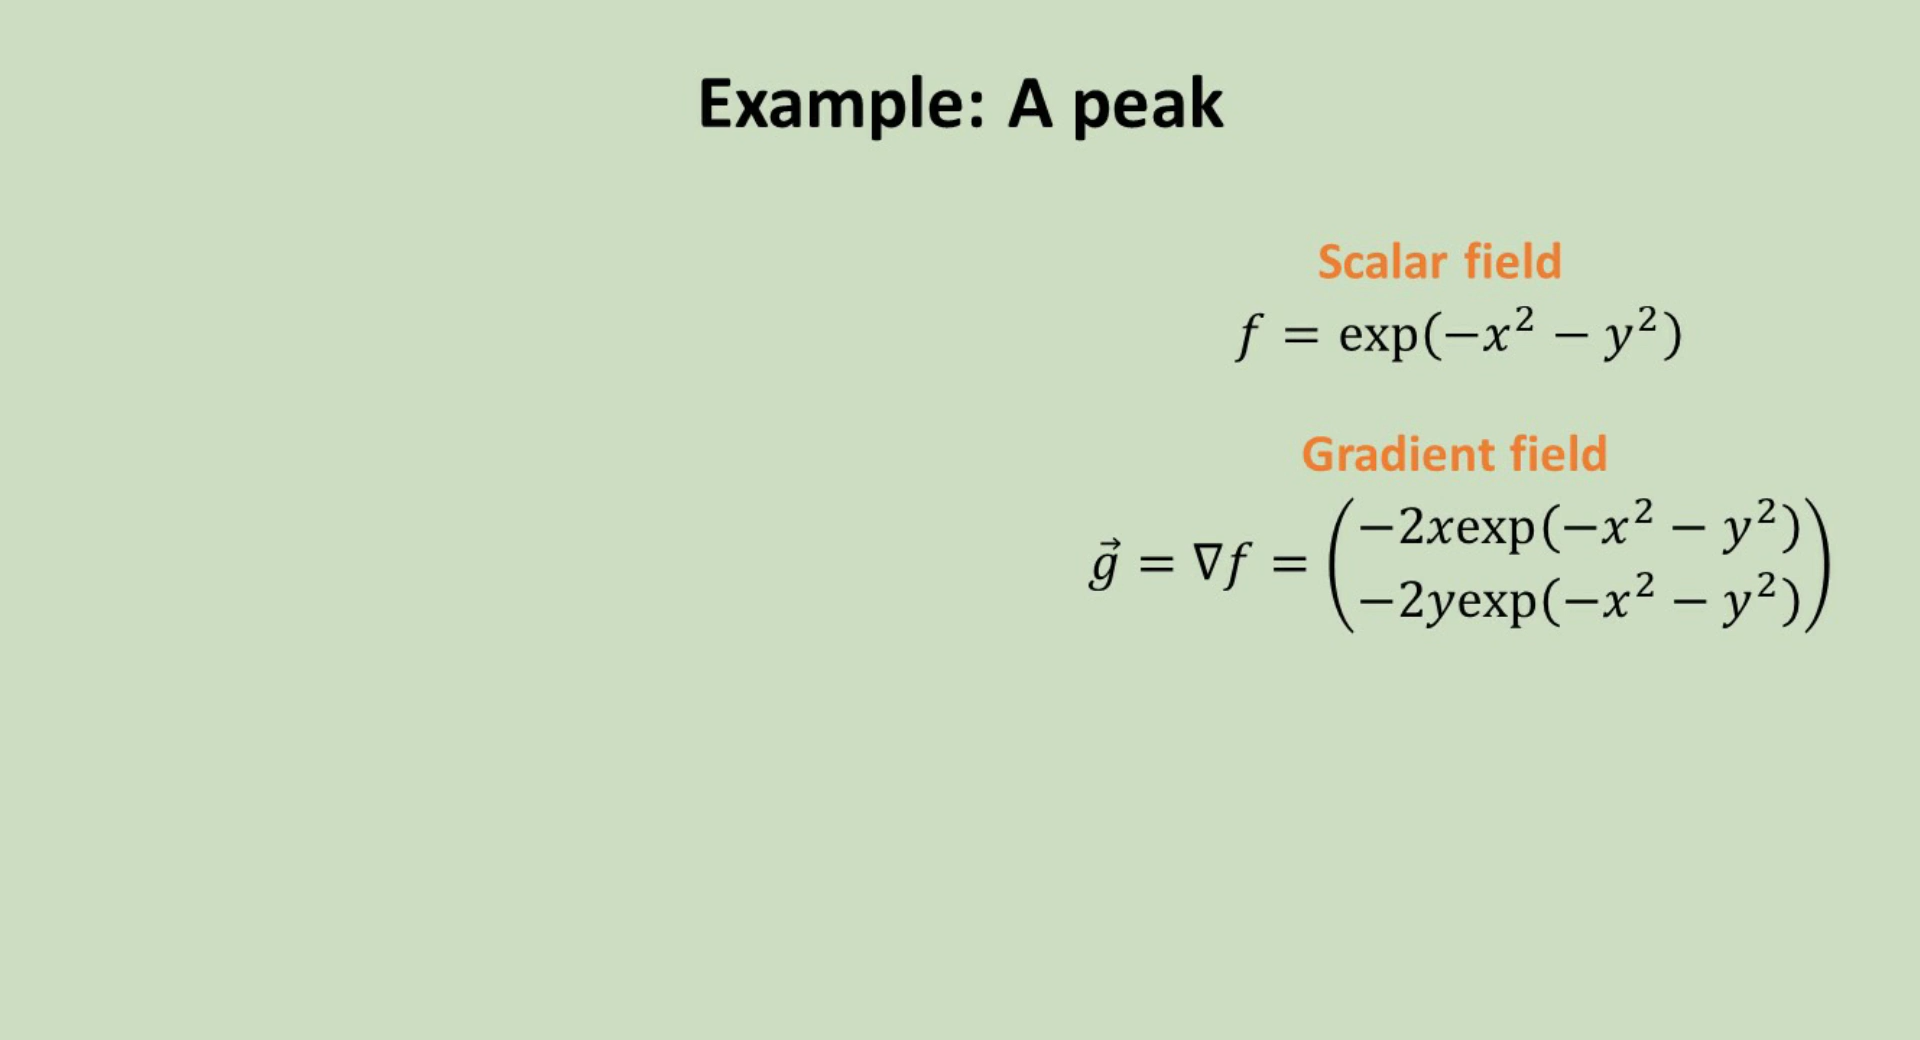 Example: A peak
Scalar field
f = exp(−x² − y²)
Gradient field
g⃗ = ∇f = (−2xexp(−x² − y²)
−2yexp(−x² − y²))